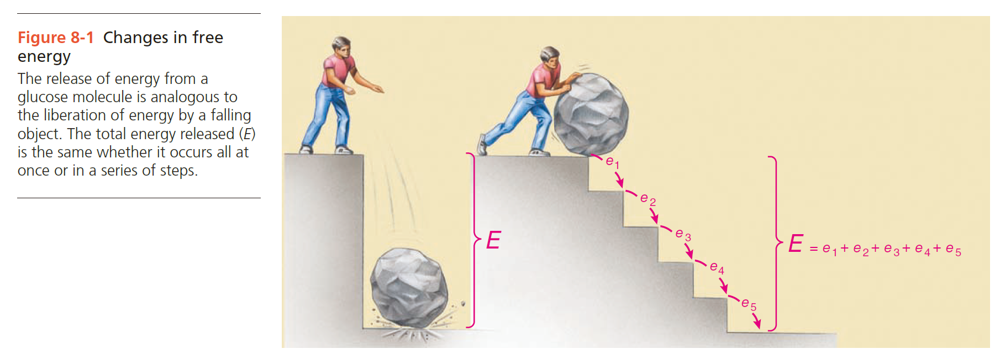 Figure 8-1 Changes in free
energy
The release of energy from a
glucose molecule is analogous to
the liberation of energy by a falling
object. The total energy released (E)
is the same whether it occurs all at
once or in a series of steps.
E
e₁
e₂
e₃
e₄
e₅
E = e₁ + e₂ + e₃ + e₄ + e₅